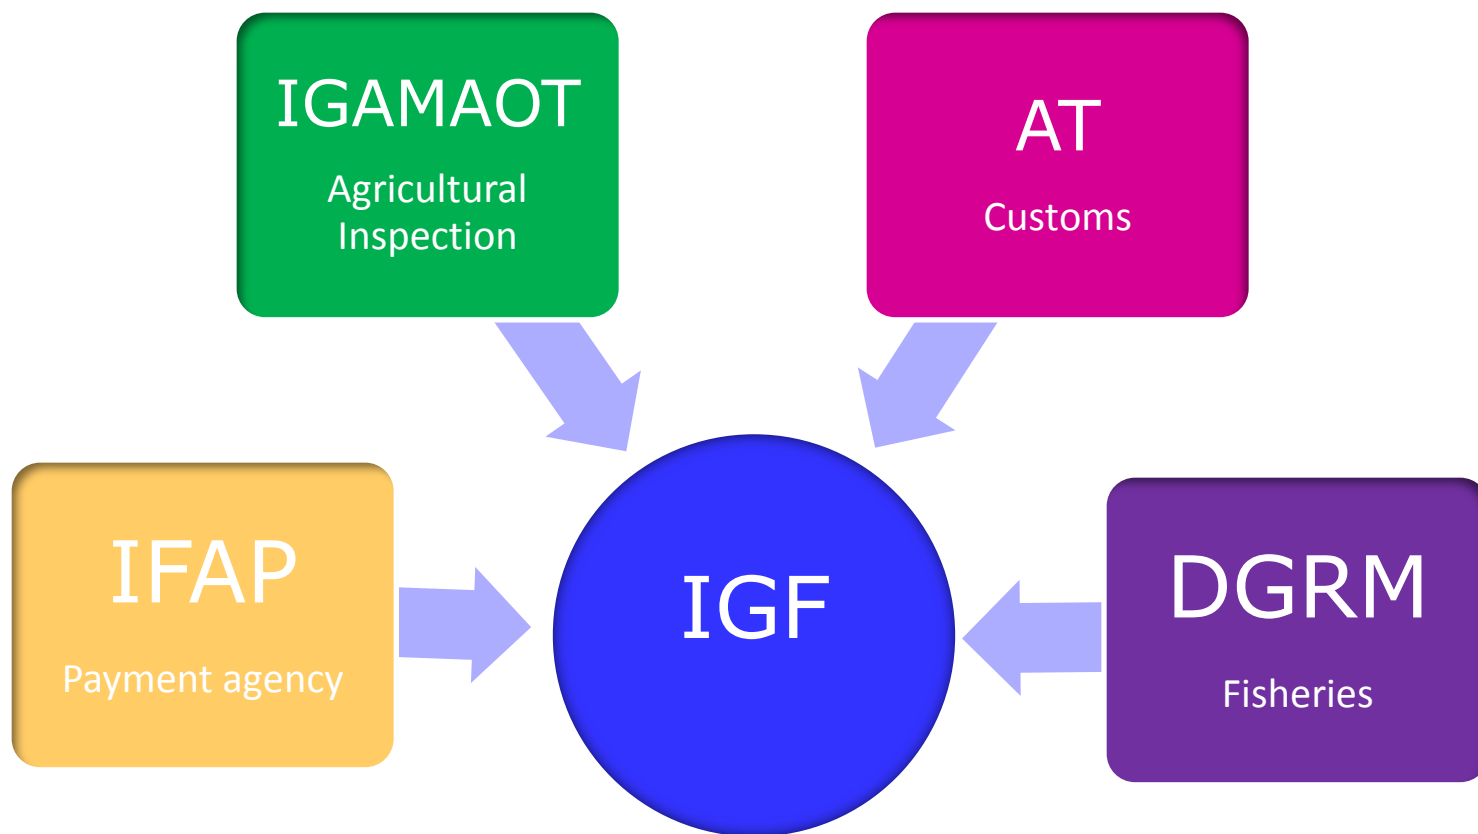 IGAMAOT
Agricultural
Inspection
AT
Customs
IFAP
Payment agency
IGF
DGRM
Fisheries